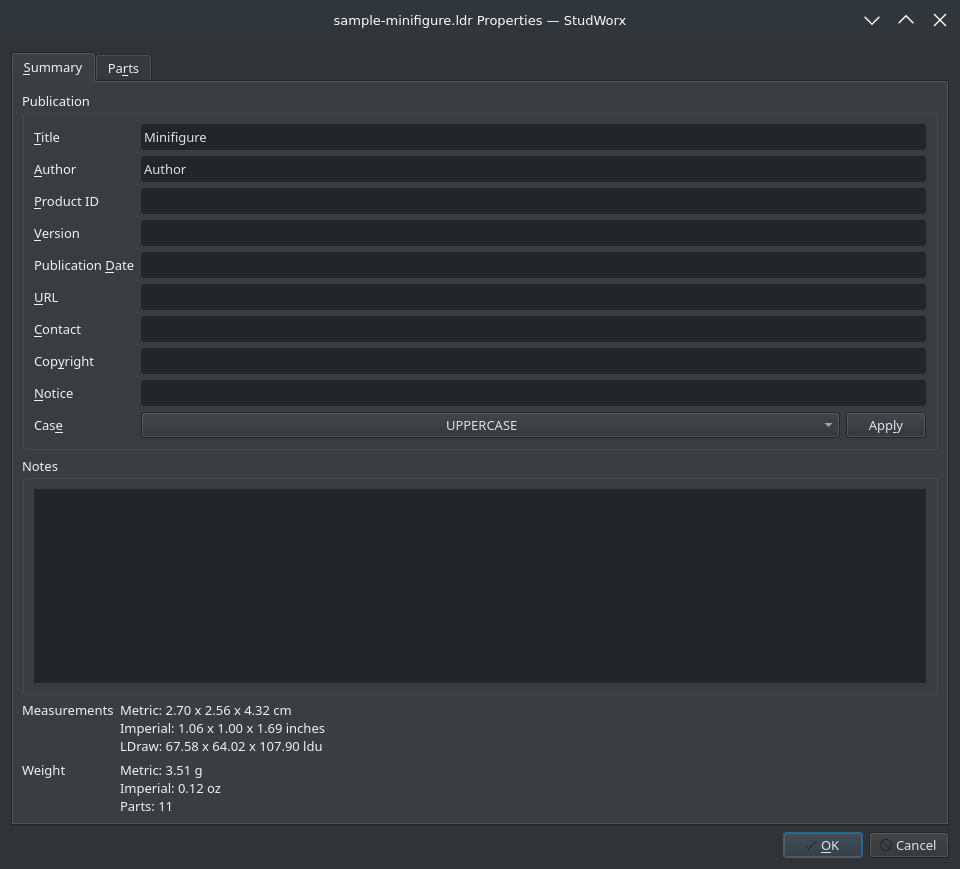 sample-minifigure.ldr Properties — StudWorx
Summary Parts
Publication
Title Minifigure
Author Author
Product ID
Version
Publication Date
URL
Contact
Copyright
Notice
Case UPPERCASE Apply
Notes
Measurements Metric: 2.70 x 2.56 x 4.32 cm
Imperial: 1.06 x 1.00 x 1.69 inches
LDraw: 67.58 x 64.02 x 107.90 ldu
Weight Metric: 3.51 g
Imperial: 0.12 oz
Parts: 11
OK Cancel